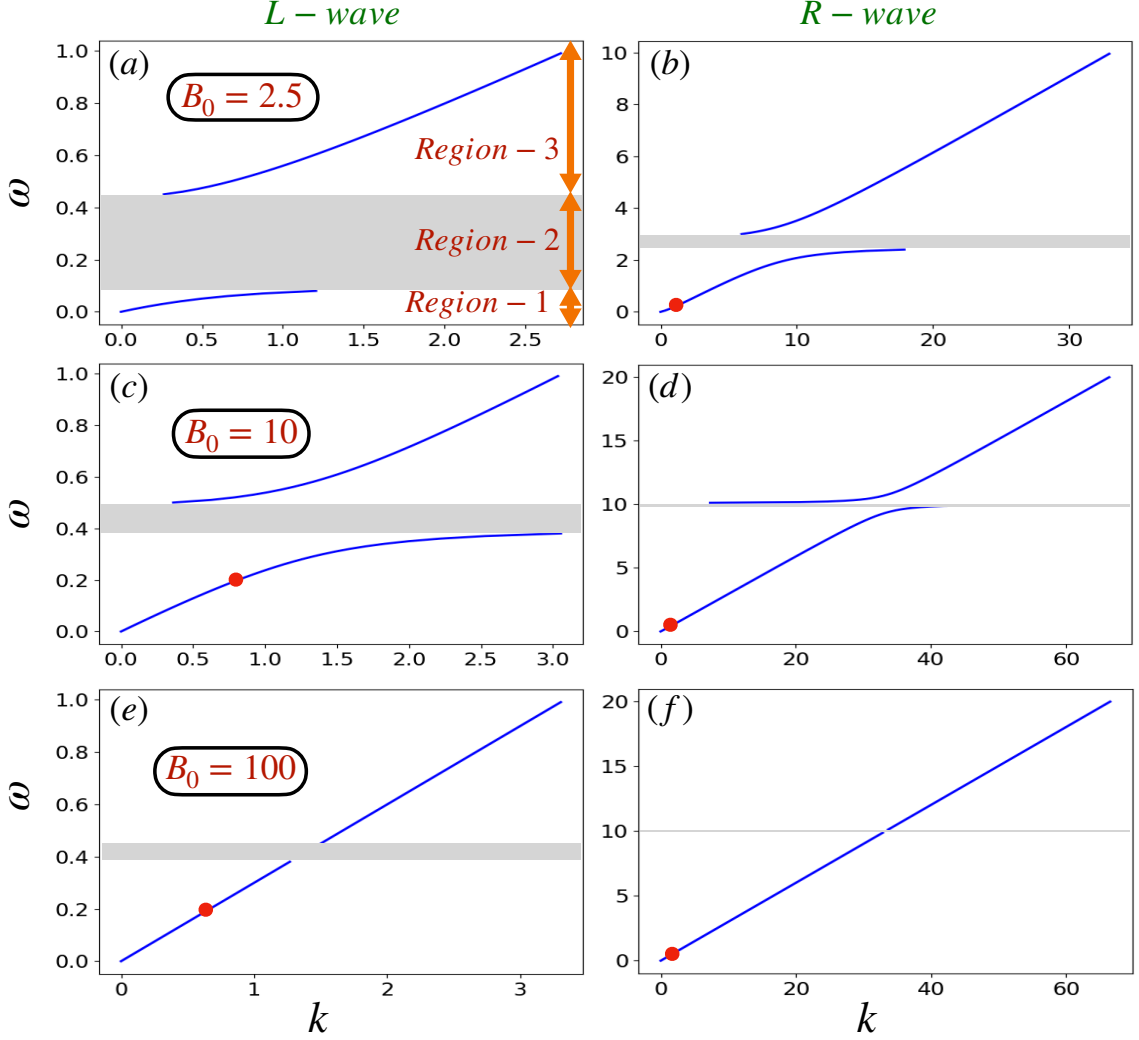 L − wave R − wave
(a) B0 = 2.5
Region − 3
Region − 2
Region − 1
ω
1.0
0.8
0.6
0.4
0.2
0.0
0.0 0.5 1.0 1.5 2.0 2.5
(b)
10
8
6
4
2
0
0 10 20 30
(c) B0 = 10
ω
1.0
0.8
0.6
0.4
0.2
0.0
0.0 0.5 1.0 1.5 2.0 2.5 3.0
(d)
20
15
10
5
0
0 20 40 60
(e) B0 = 100
ω
1.0
0.8
0.6
0.4
0.2
0.0
0 1 2 3
k
(f)
20
15
10
5
0
0 20 40 60
k